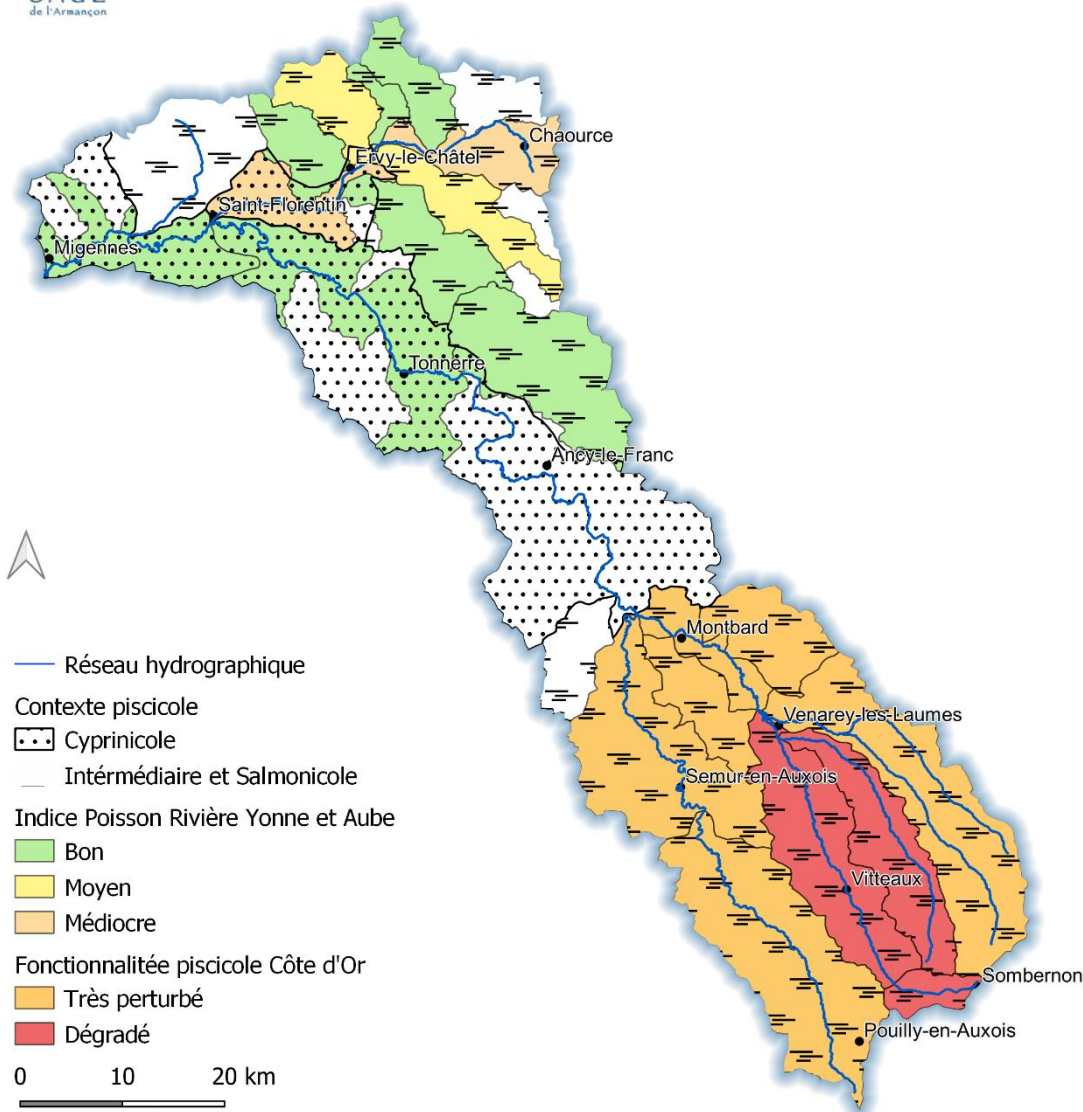 SAGE
de l'Armançon
Chaource
Ervy-le-Châtel
Saint-Florentin
Migennes
Tonnerre
Ancy-le-Franc
Montbard
Venarey-les-Laumes
Semur-en-Auxois
Vitteaux
Sombernon
Pouilly-en-Auxois
Réseau hydrographique
Contexte piscicole
Cyprinicole
Intérmédiaire et Salmonicole
Indice Poisson Rivière Yonne et Aube
Bon
Moyen
Médiocre
Fonctionnalitée piscicole Côte d'Or
Très perturbé
Dégradé
0 10 20 km